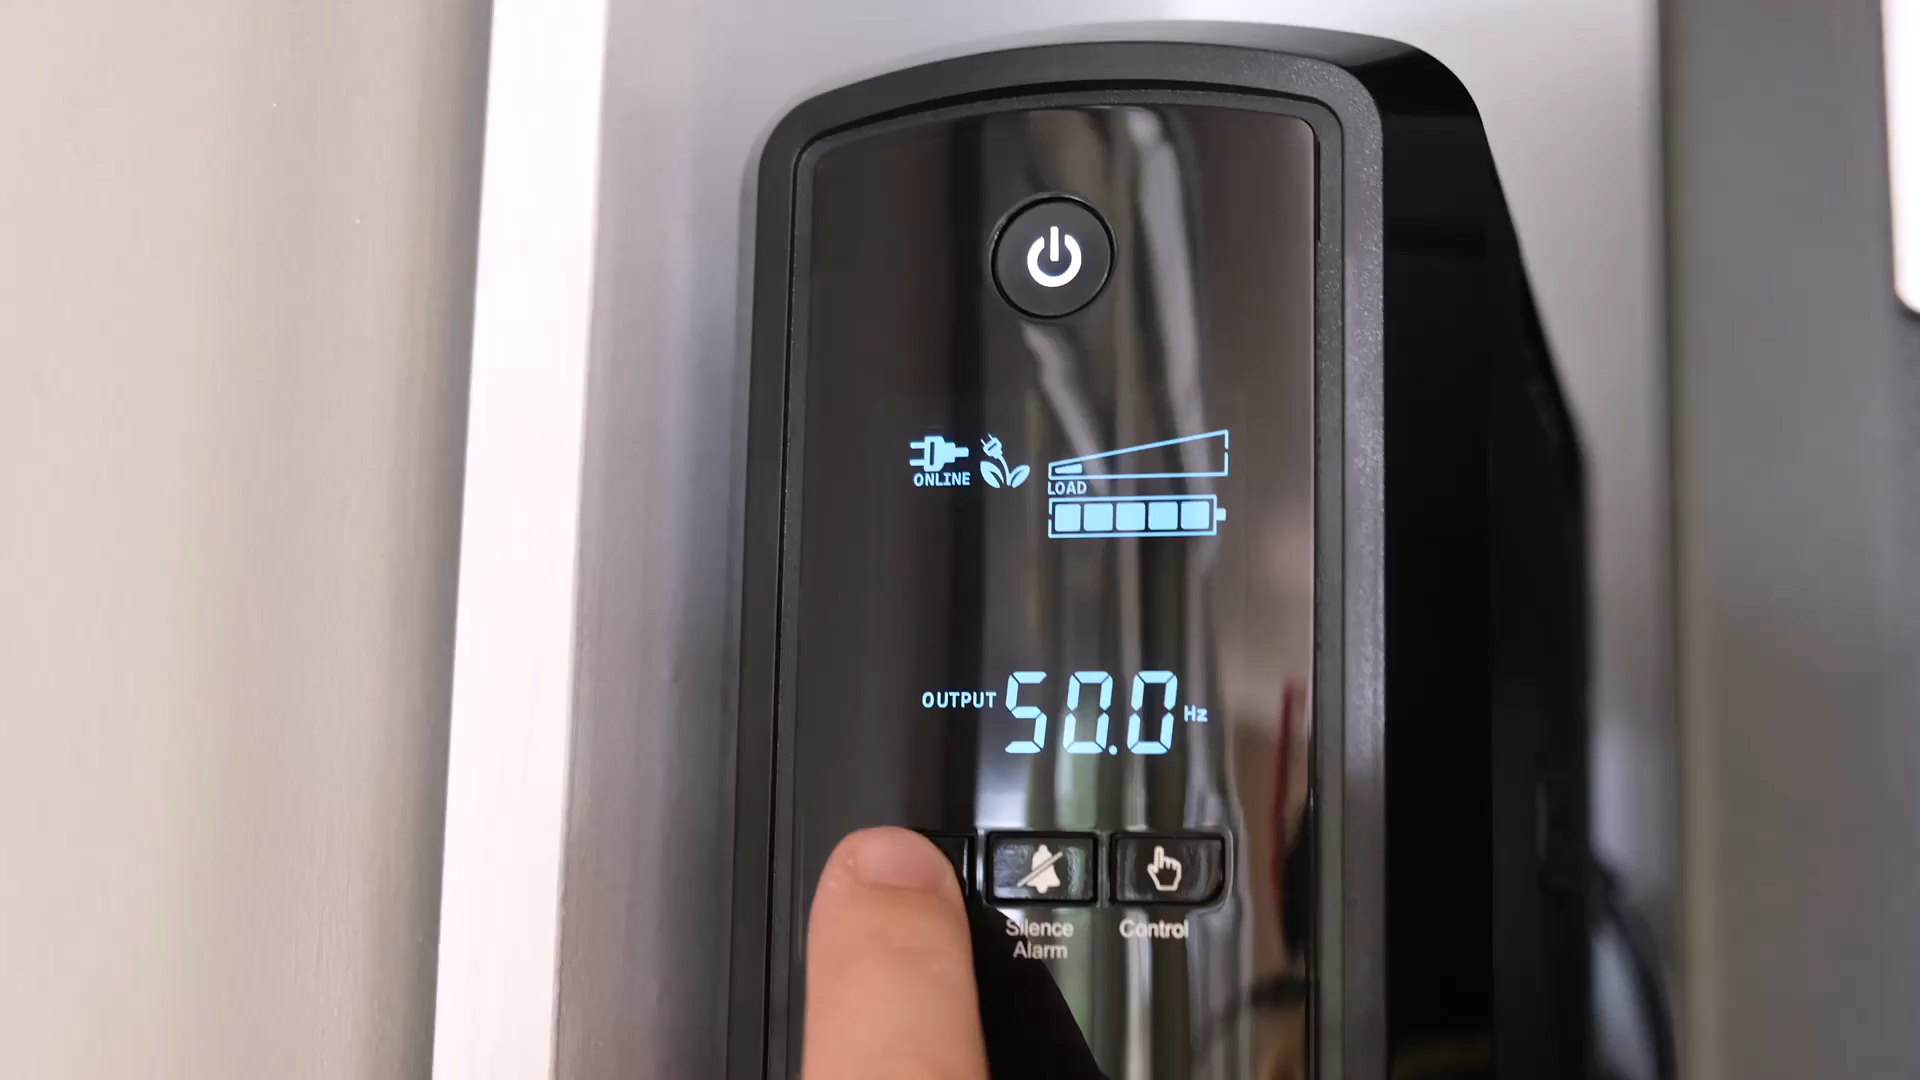 ONLINE
LOAD
OUTPUT 50.0 Hz
Silence
Alarm
Control